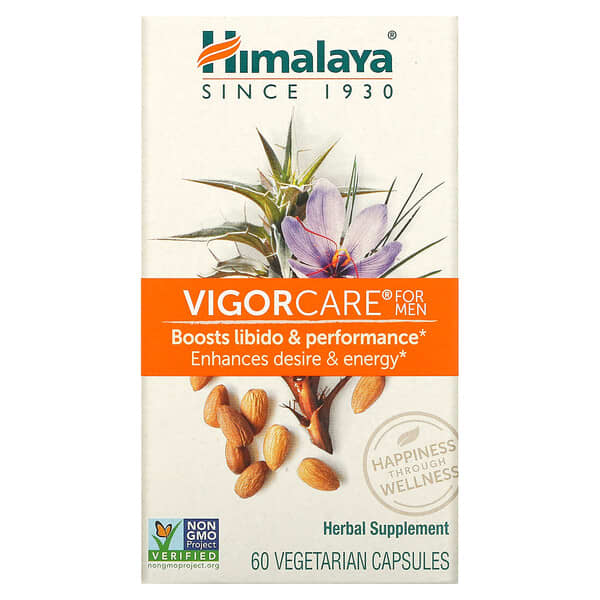 Himalaya®
SINCE 1930
VIGORCARE® FOR MEN
Boosts libido & performance*
Enhances desire & energy*
HAPPINESS
THROUGH
WELLNESS
NON
GMO
Project
VERIFIED
nongmoproject.org
Herbal Supplement
60 VEGETARIAN CAPSULES